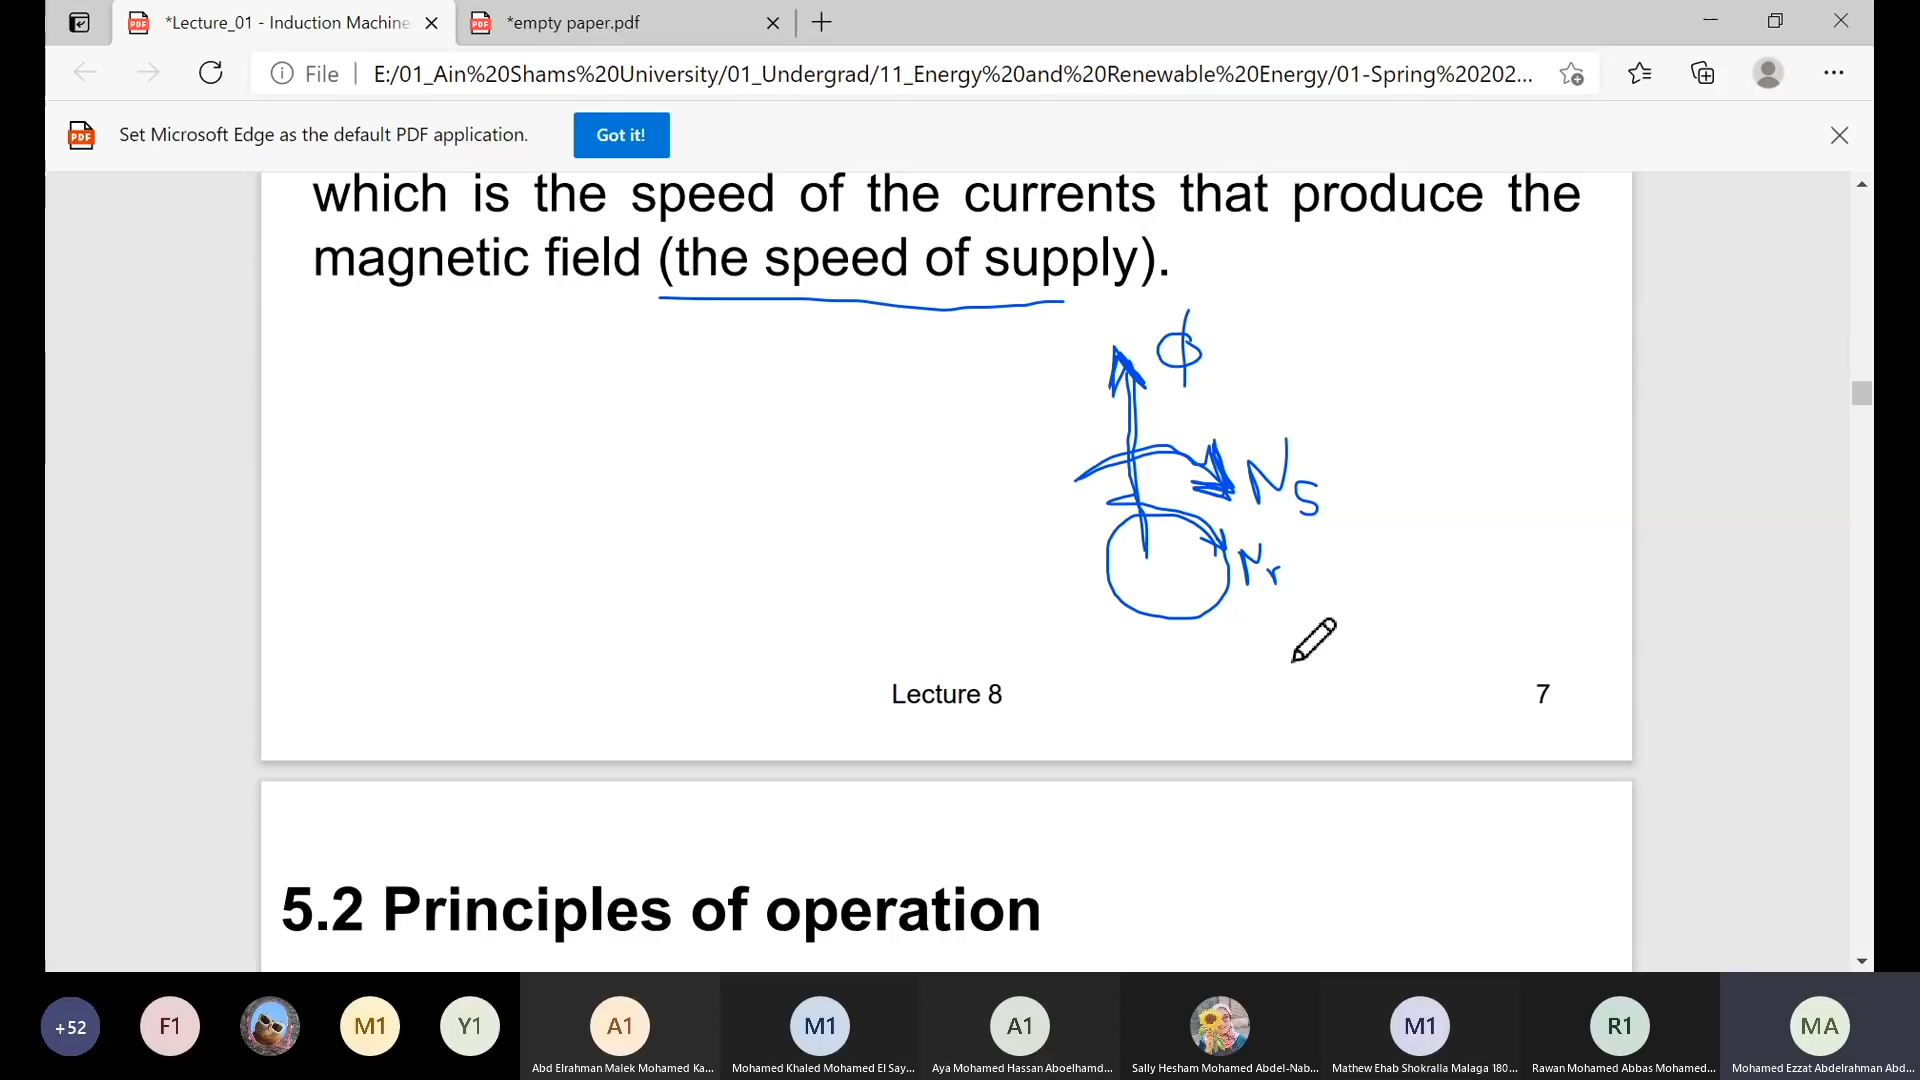 *Lecture_01 - Induction Machine
*empty paper.pdf
File
E:/01_Ain%20Shams%20University/01_Undergrad/11_Energy%20and%20Renewable%20Energy/01-Spring%20202...
Set Microsoft Edge as the default PDF application.
Got it!
which is the speed of the currents that produce the
magnetic field (the speed of supply).
ϕ
Ns
Nr
Lecture 8
7
5.2 Principles of operation
+52
F1
M1
Y1
A1
M1
A1
M1
R1
MA
Abd Elrahman Malek Mohamed Ka...
Mohamed Khaled Mohamed El Say...
Aya Mohamed Hassan Aboelhamd...
Sally Hesham Mohamed Abdel-Nab...
Mathew Ehab Shokralla Malaga 180...
Rawan Mohamed Abbas Mohamed...
Mohamed Ezzat Abdelrahman Abd...